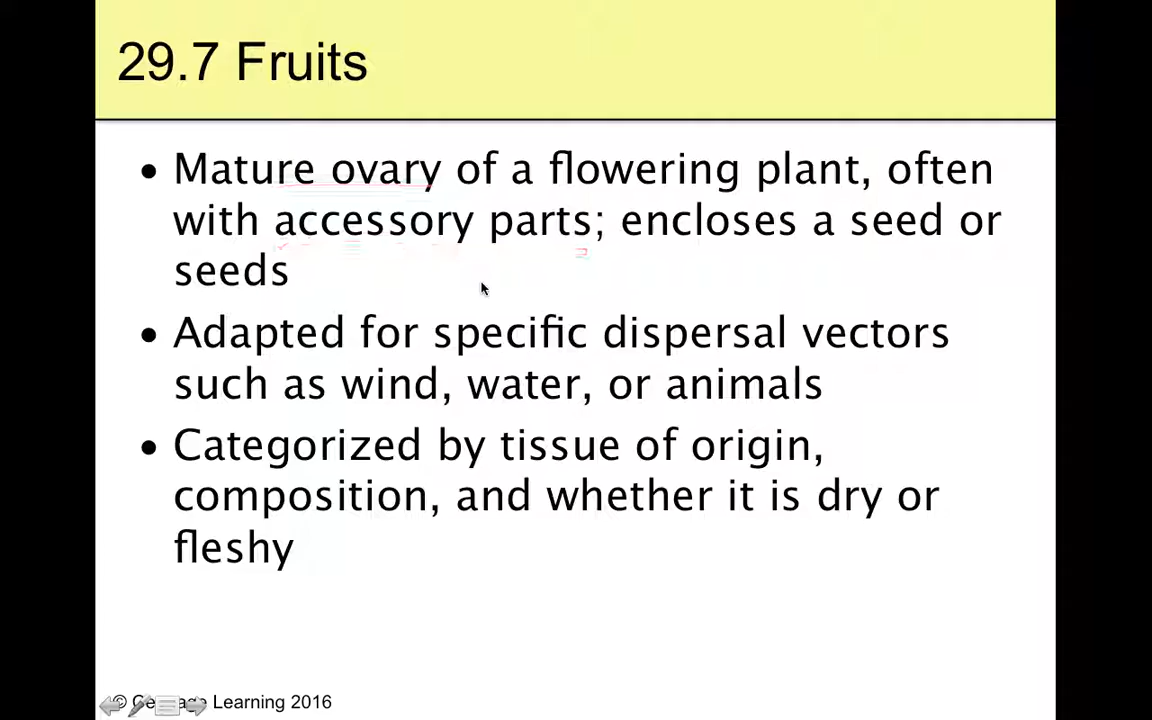 29.7 Fruits
• Mature ovary of a flowering plant, often
with accessory parts; encloses a seed or
seeds
• Adapted for specific dispersal vectors
such as wind, water, or animals
• Categorized by tissue of origin,
composition, and whether it is dry or
fleshy
© Cengage Learning 2016